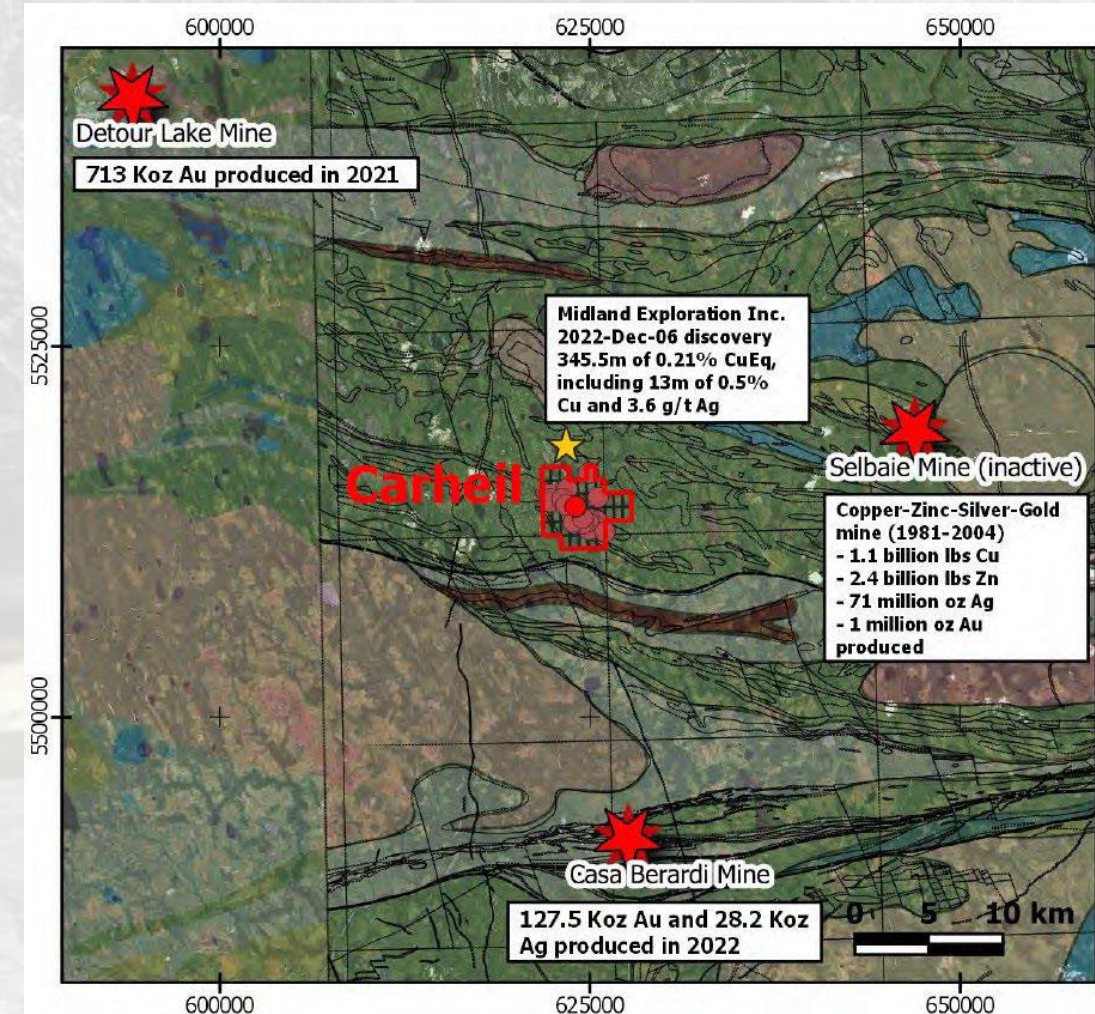 600000 625000 650000
Detour Lake Mine
713 Koz Au produced in 2021
5525000
Midland Exploration Inc.
2022-Dec-06 discovery
345.5m of 0.21% CuEq,
including 13m of 0.5%
Cu and 3.6 g/t Ag
Carheil
Selbaie Mine (inactive)
Copper-Zinc-Silver-Gold
mine (1981-2004)
- 1.1 billion lbs Cu
- 2.4 billion lbs Zn
- 71 million oz Ag
- 1 million oz Au
produced
5500000
Casa Berardi Mine
127.5 Koz Au and 28.2 Koz
Ag produced in 2022
0 5 10 km
600000 625000 650000